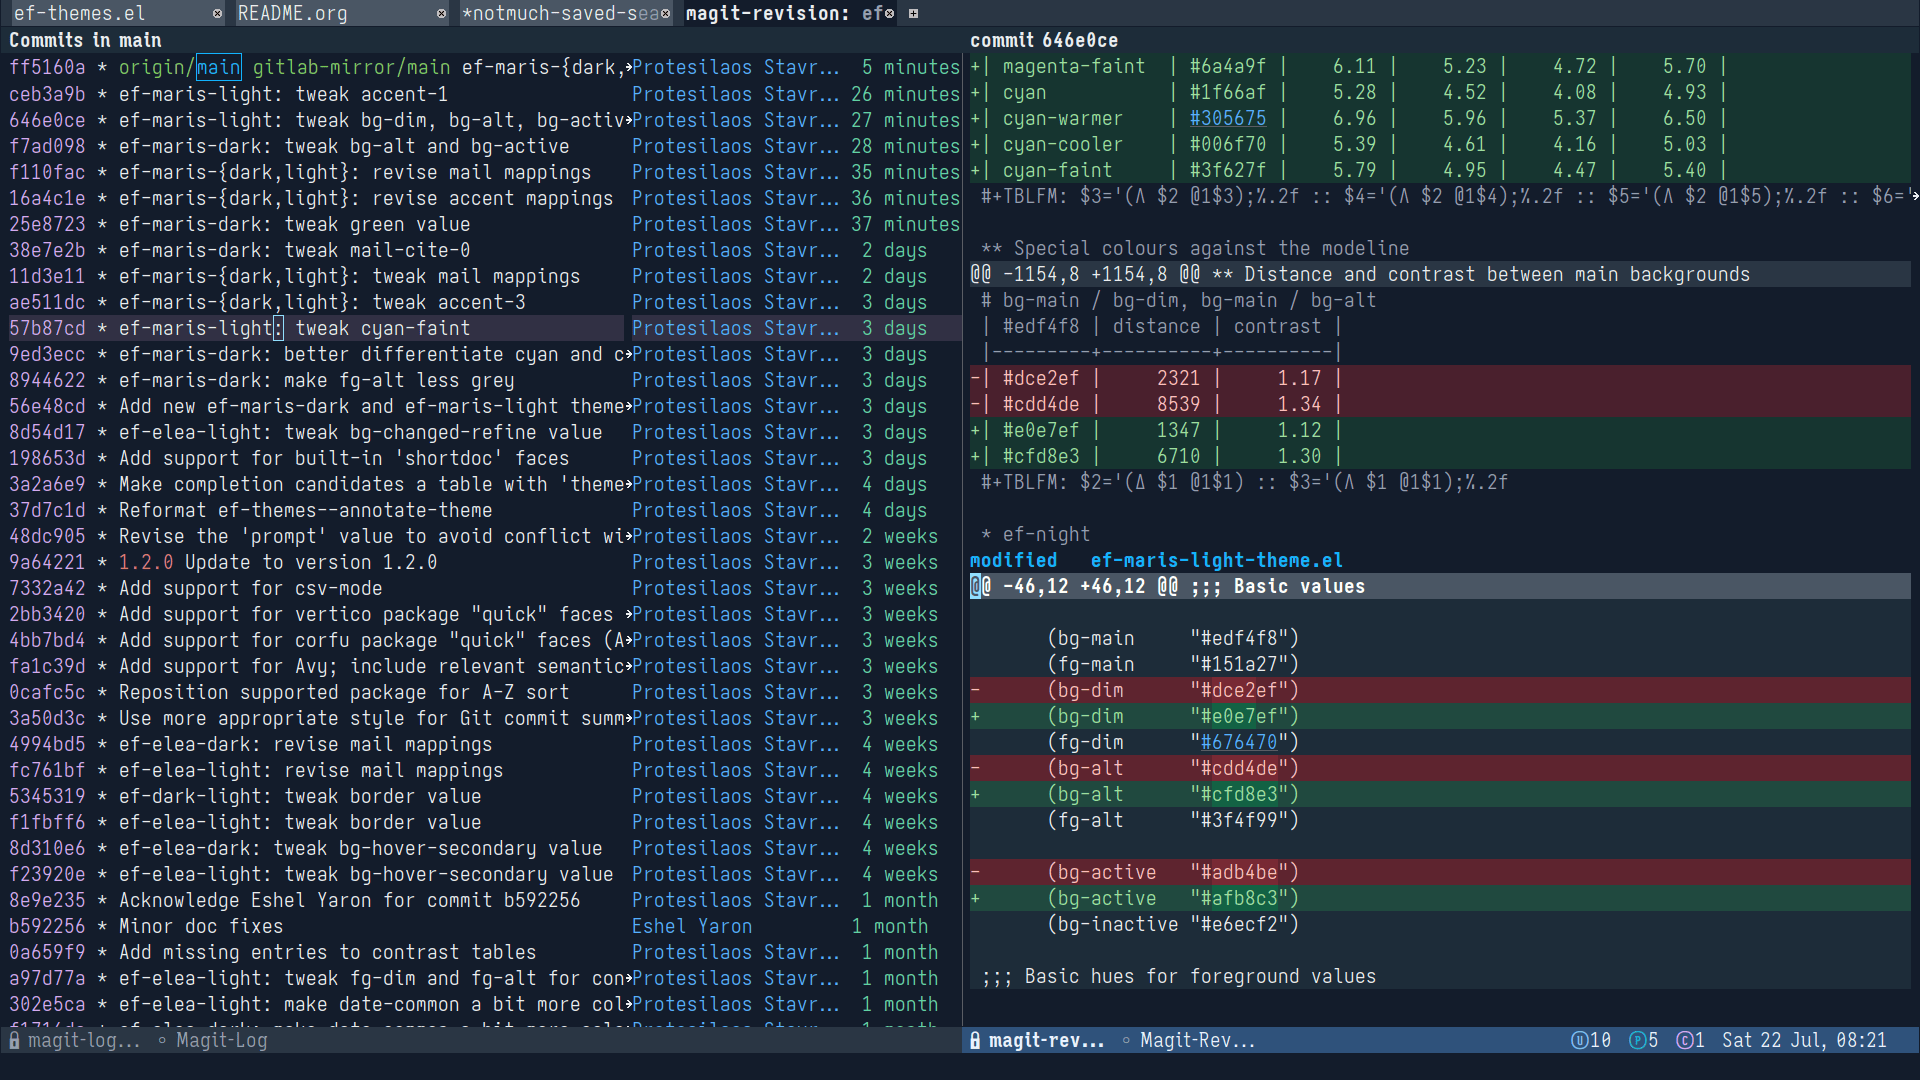 ef-themes.el README.org *notmuch-saved-sea magit-revision: ef
Commits in main
ff5160a * origin/main gitlab-mirror/main ef-maris-{dark,→Protesilaos Stavr... 5 minutes
ceb3a9b * ef-maris-light: tweak accent-1 Protesilaos Stavr... 26 minutes
646e0ce * ef-maris-light: tweak bg-dim, bg-alt, bg-activ→Protesilaos Stavr... 27 minutes
f7ad098 * ef-maris-dark: tweak bg-alt and bg-active Protesilaos Stavr... 28 minutes
f110fac * ef-maris-{dark,light}: revise mail mappings Protesilaos Stavr... 35 minutes
16a4c1e * ef-maris-{dark,light}: revise accent mappings Protesilaos Stavr... 36 minutes
25e8723 * ef-maris-dark: tweak green value Protesilaos Stavr... 37 minutes
38e7e2b * ef-maris-dark: tweak mail-cite-0 Protesilaos Stavr... 2 days
11d3e11 * ef-maris-{dark,light}: tweak mail mappings Protesilaos Stavr... 2 days
ae511dc * ef-maris-{dark,light}: tweak accent-3 Protesilaos Stavr... 3 days
57b87cd * ef-maris-light: tweak cyan-faint Protesilaos Stavr... 3 days
9ed3ecc * ef-maris-dark: better differentiate cyan and c→Protesilaos Stavr... 3 days
8944622 * ef-maris-dark: make fg-alt less grey Protesilaos Stavr... 3 days
56e48cd * Add new ef-maris-dark and ef-maris-light theme→Protesilaos Stavr... 3 days
8d54d17 * ef-elea-light: tweak bg-changed-refine value Protesilaos Stavr... 3 days
198653d * Add support for built-in 'shortdoc' faces Protesilaos Stavr... 3 days
3a2a6e9 * Make completion candidates a table with 'theme→Protesilaos Stavr... 4 days
37d7c1d * Reformat ef-themes--annotate-theme Protesilaos Stavr... 4 days
48dc905 * Revise the 'prompt' value to avoid conflict wi→Protesilaos Stavr... 2 weeks
9a64221 * 1.2.0 Update to version 1.2.0 Protesilaos Stavr... 3 weeks
7332a42 * Add support for csv-mode Protesilaos Stavr... 3 weeks
2bb3420 * Add support for vertico package "quick" faces →Protesilaos Stavr... 3 weeks
4bb7bd4 * Add support for corfu package "quick" faces (A→Protesilaos Stavr... 3 weeks
fa1c39d * Add support for Avy; include relevant semantic→Protesilaos Stavr... 3 weeks
0cafc5c * Reposition supported package for A-Z sort Protesilaos Stavr... 3 weeks
3a50d3c * Use more appropriate style for Git commit summ→Protesilaos Stavr... 3 weeks
4994bd5 * ef-elea-dark: revise mail mappings Protesilaos Stavr... 4 weeks
fc761bf * ef-elea-light: revise mail mappings Protesilaos Stavr... 4 weeks
5345319 * ef-dark-light: tweak border value Protesilaos Stavr... 4 weeks
f1fbff6 * ef-elea-light: tweak border value Protesilaos Stavr... 4 weeks
8d310e6 * ef-elea-dark: tweak bg-hover-secondary value Protesilaos Stavr... 4 weeks
f23920e * ef-elea-light: tweak bg-hover-secondary value Protesilaos Stavr... 4 weeks
8e9e235 * Acknowledge Eshel Yaron for commit b592256 Protesilaos Stavr... 1 month
b592256 * Minor doc fixes Eshel Yaron 1 month
0a659f9 * Add missing entries to contrast tables Protesilaos Stavr... 1 month
a97d77a * ef-elea-light: tweak fg-dim and fg-alt for con→Protesilaos Stavr... 1 month
302e5ca * ef-elea-light: make date-common a bit more col→Protesilaos Stavr... 1 month
magit-log... Magit-Log
commit 646e0ce
+| magenta-faint | #6a4a9f | 6.11 | 5.23 | 4.72 | 5.70 |
+| cyan | #1f66af | 5.28 | 4.52 | 4.08 | 4.93 |
+| cyan-warmer | #305675 | 6.96 | 5.96 | 5.37 | 6.50 |
+| cyan-cooler | #006f70 | 5.39 | 4.61 | 4.16 | 5.03 |
+| cyan-faint | #3f627f | 5.79 | 4.95 | 4.47 | 5.40 |
#+TBLFM: $3='(Λ $2 @1$3);%.2f :: $4='(Λ $2 @1$4);%.2f :: $5='(Λ $2 @1$5);%.2f :: $6='→
** Special colours against the modeline
@@ -1154,8 +1154,8 @@ ** Distance and contrast between main backgrounds
# bg-main / bg-dim, bg-main / bg-alt
| #edf4f8 | distance | contrast |
|---------+----------+----------|
-| #dce2ef | 2321 | 1.17 |
-| #cdd4de | 8539 | 1.34 |
+| #e0e7ef | 1347 | 1.12 |
+| #cfd8e3 | 6710 | 1.30 |
#+TBLFM: $2='(Δ $1 @1$1) :: $3='(Λ $1 @1$1);%.2f
* ef-night
modified ef-maris-light-theme.el
@@ -46,12 +46,12 @@ ;;; Basic values
(bg-main "#edf4f8")
(fg-main "#151a27")
- (bg-dim "#dce2ef")
+ (bg-dim "#e0e7ef")
(fg-dim "#676470")
- (bg-alt "#cdd4de")
+ (bg-alt "#cfd8e3")
(fg-alt "#3f4f99")
- (bg-active "#adb4be")
+ (bg-active "#afb8c3")
(bg-inactive "#e6ecf2")
;;; Basic hues for foreground values
magit-rev... Magit-Rev... U10 P5 C1 Sat 22 Jul, 08:21